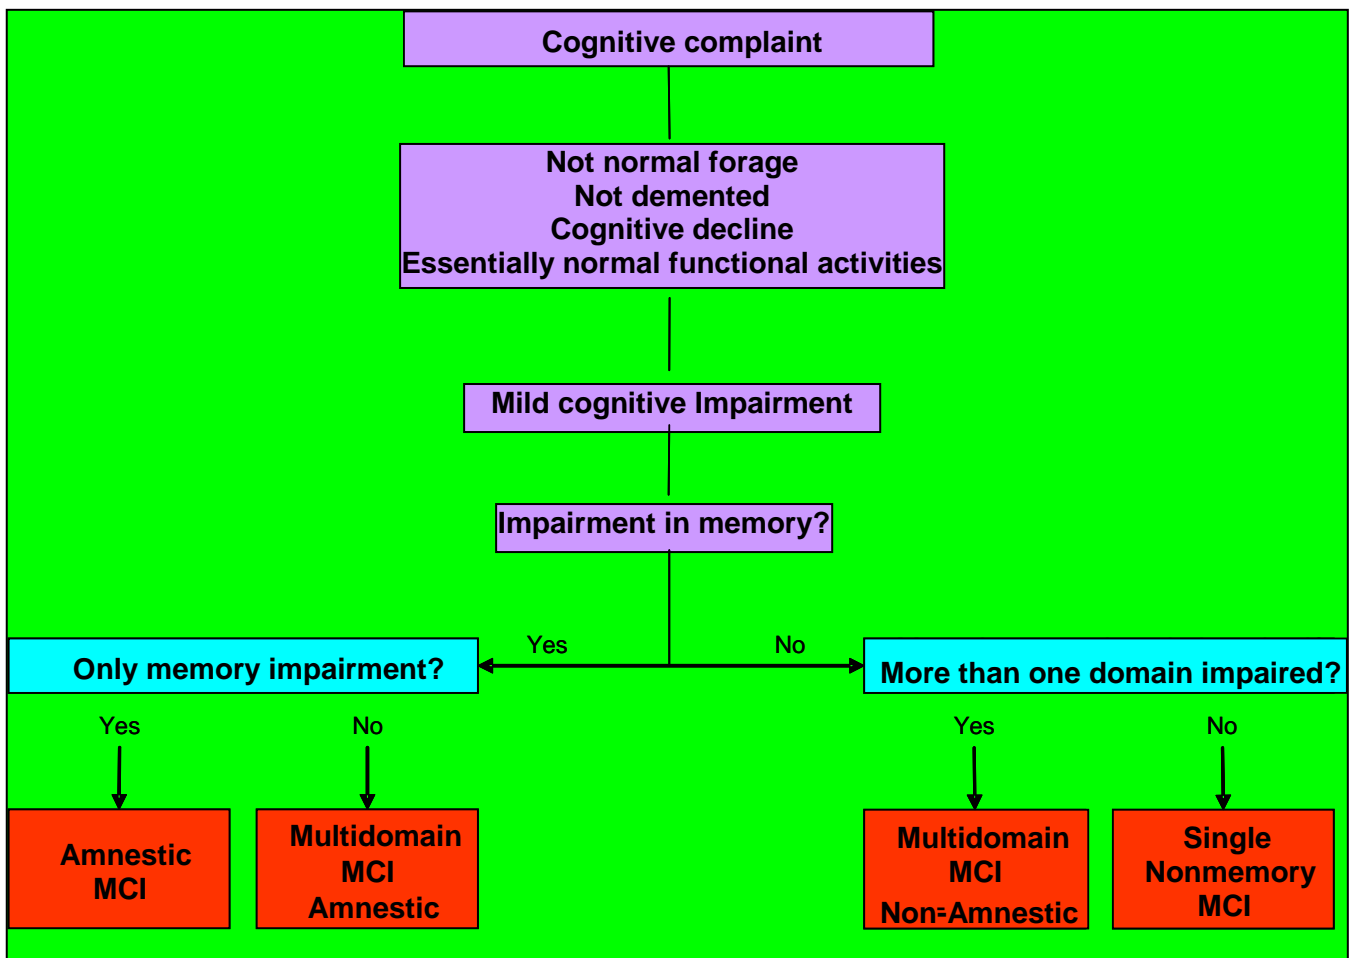 Cognitive complaint
Not normal forage
Not demented
Cognitive decline
Essentially normal functional activities
Mild cognitive Impairment
Impairment in memory?
Yes
No
Only memory impairment?
More than one domain impaired?
Yes
No
Yes
No
Amnestic
MCI
Multidomain
MCI
Amnestic
Multidomain
MCI
Non-Amnestic
Single
Nonmemory
MCI